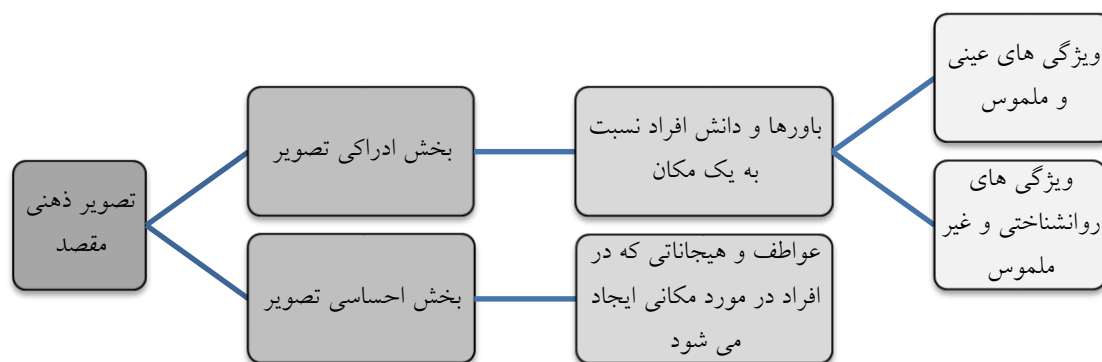 تصویر ذهنی
مقصد
بخش ادراکی تصویر
باورها و دانش افراد نسبت
به یک مکان
ویژگی های عینی
و ملموس
ویژگی های
روانشناختی و غیر
ملموس
بخش احساسی تصویر
عواطف و هیجاناتی که در
افراد در مورد مکانی ایجاد
می شود